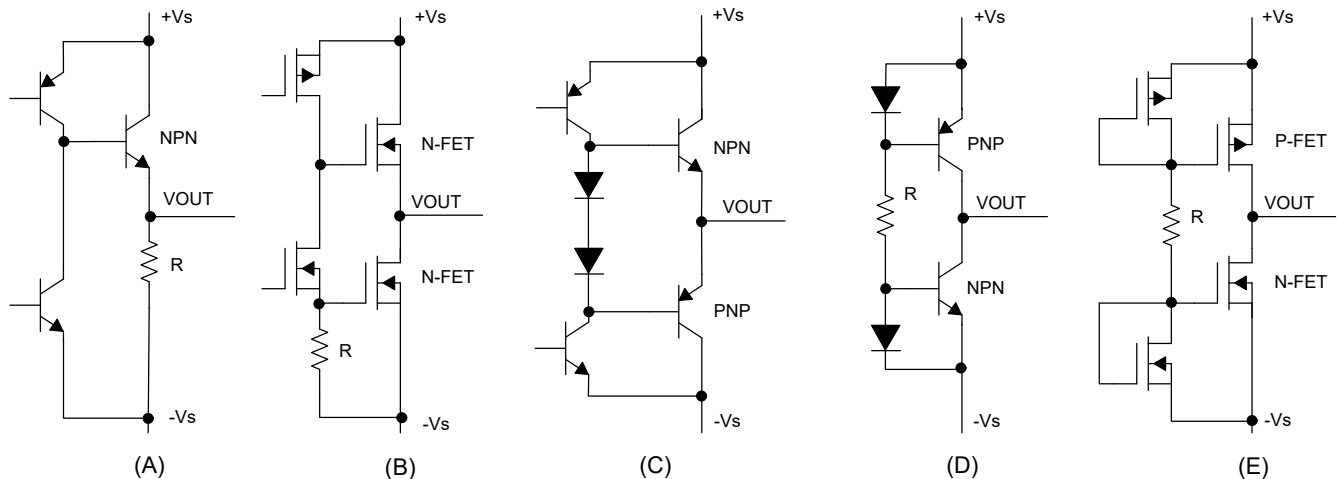 +Vs
NPN
VOUT
R
-Vs
(A)
+Vs
N-FET
VOUT
N-FET
R
-Vs
(B)
+Vs
NPN
VOUT
PNP
-Vs
(C)
+Vs
PNP
R
VOUT
NPN
-Vs
(D)
+Vs
P-FET
VOUT
R
N-FET
-Vs
(E)